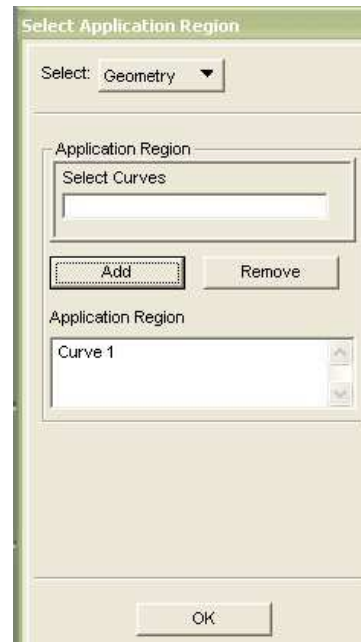 Select Application Region
Select: Geometry
Application Region
Select Curves
Add Remove
Application Region
Curve 1
OK